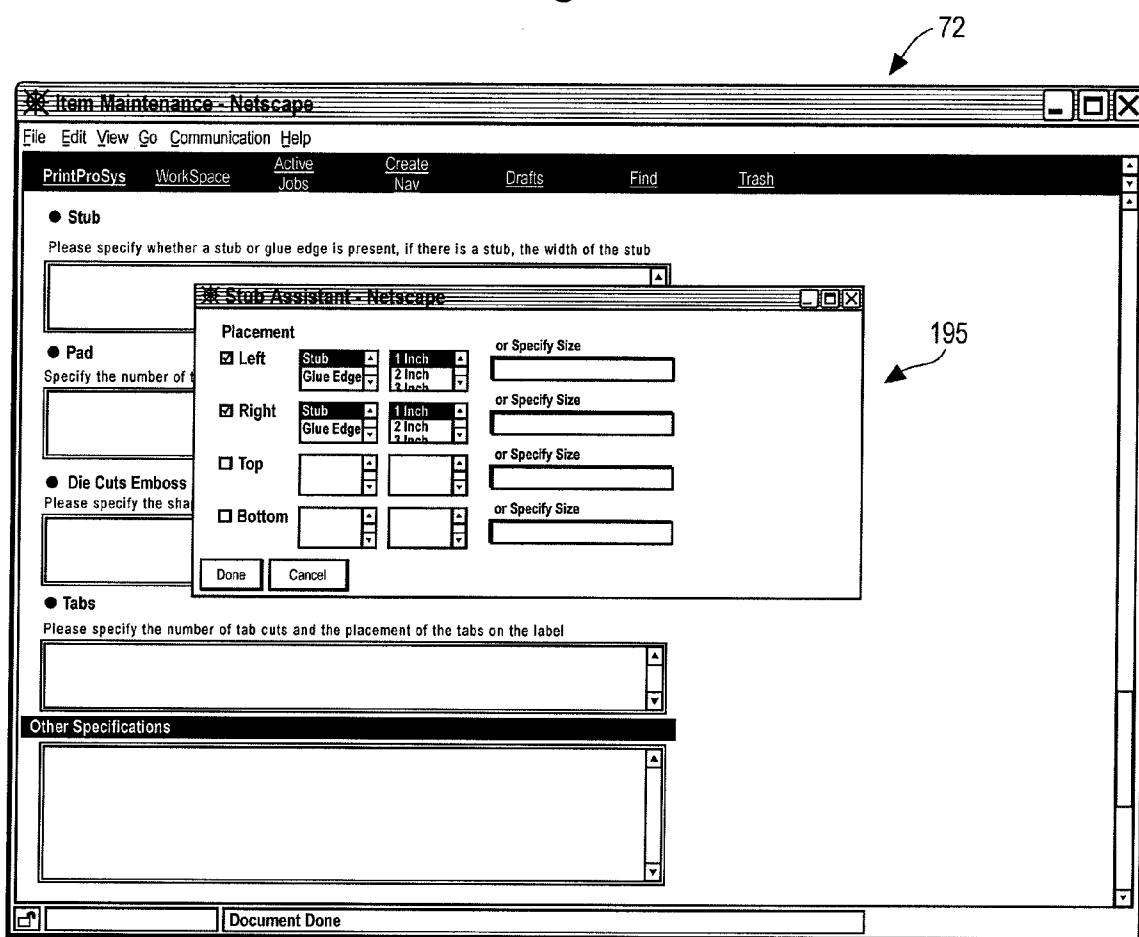 72
Item Maintenance - Netscape
File Edit View Go Communication Help
PrintProSys WorkSpace Active Jobs Create Nav Drafts Find Trash
Stub
Please specify whether a stub or glue edge is present, if there is a stub, the width of the stub
Stub Assistant - Netscape
195
Placement
Left Stub 1 Inch or Specify Size
Glue Edge 2 Inch
3 Inch
Right Stub 1 Inch or Specify Size
Glue Edge 2 Inch
3 Inch
Top or Specify Size
Bottom or Specify Size
Done Cancel
Pad
Specify the number of
Die Cuts Emboss
Please specify the
Tabs
Please specify the number of tab cuts and the placement of the tabs on the label
Other Specifications
Document Done